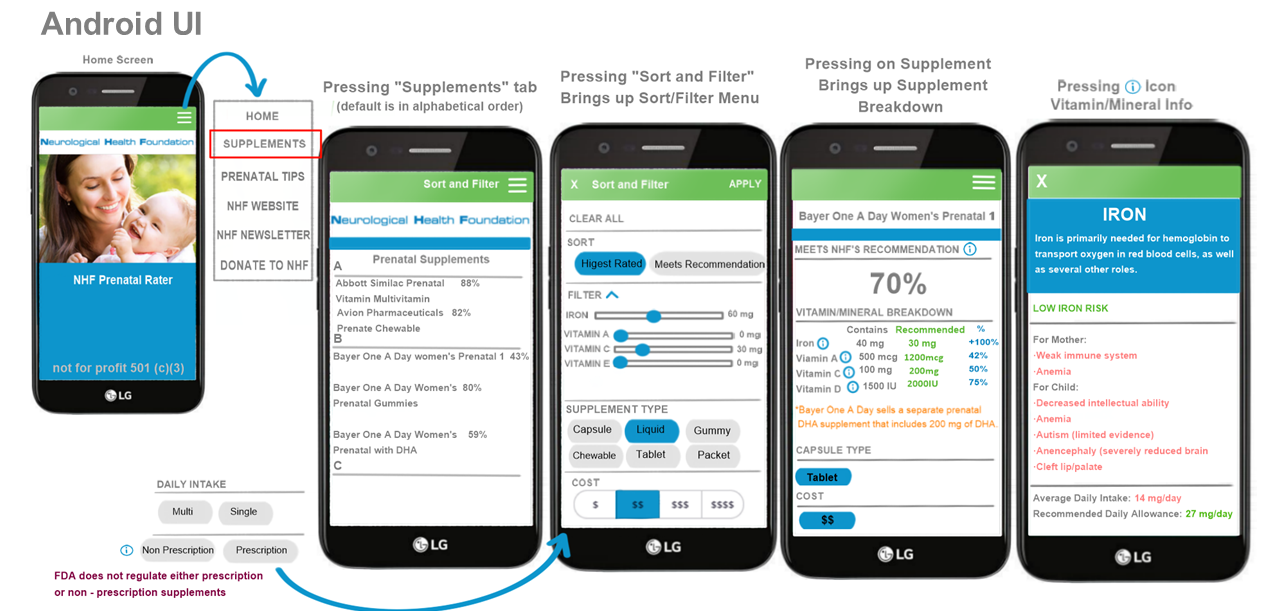 Android UI
Home Screen
NEUROLOGICAL HEALTH FOUNDATION
NHF Prenatal Rater
not for profit 501 (c)(3)
LG
HOME
SUPPLEMENTS
PRENATAL TIPS
NHF WEBSITE
NHF NEWSLETTER
DONATE TO NHF
Pressing "Supplements" tab
(default is in alphabetical order)
Sort and Filter
NEUROLOGICAL HEALTH FOUNDATION
Prenatal Supplements
A
Abbott Similac Prenatal 88%
Vitamin Multivitamin
Avion Pharmaceuticals 82%
Prenate Chewable
B
Bayer One A Day women's Prenatal 1 43%
Bayer One A Day Women's 80%
Prenatal Gummies
Bayer One A Day Women's 59%
Prenatal with DHA
C
LG
Pressing "Sort and Filter"
Brings up Sort/Filter Menu
X Sort and Filter APPLY
CLEAR ALL
SORT
Higest Rated Meets Recommendation
FILTER
IRON 60 mg
VITAMIN A 0 mg
VITAMIN C 30 mg
VITAMIN E 0 mg
SUPPLEMENT TYPE
Capsule Liquid Gummy
Chewable Tablet Packet
COST
$ $$ $$$ $$$$
LG
Pressing on Supplement
Brings up Supplement
Breakdown
Bayer One A Day Women's Prenatal 1
MEETS NHF'S RECOMMENDATION i
70%
VITAMIN/MINERAL BREAKDOWN
Contains Recommended %
Iron i 40 mg 30 mg +100%
Viamin A i 500 mcg 1200mcg 42%
Vitamin C i 100 mg 200mg 50%
Vitamin D i 1500 IU 2000IU 75%
*Bayer One A Day sells a separate prenatal
DHA supplement that includes 200 mg of DHA.
CAPSULE TYPE
Tablet
COST
$$
LG
Pressing i Icon
Vitamin/Mineral Info
X
IRON
Iron is primarily needed for hemoglobin to
transport oxygen in red blood cells, as well
as several other roles.
LOW IRON RISK
For Mother:
·Weak immune system
·Anemia
For Child:
·Decreased intellectual ability
·Anemia
·Autism (limited evidence)
·Anencephaly (severely reduced brain
·Cleft lip/palate
Average Daily Intake: 14 mg/day
Recommended Daily Allowance: 27 mg/day
LG
DAILY INTAKE
Multi Single
i Non Prescription Prescription
FDA does not regulate either prescription
or non - prescription supplements